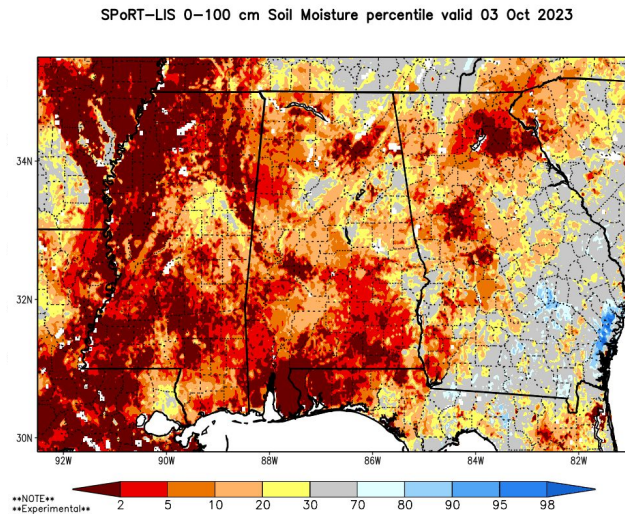 SPoRT-LIS 0-100 cm Soil Moisture percentile valid 03 Oct 2023
34N
32N
30N
92W 90W 88W 86W 84W 82W
**NOTE**
**Experimental**
2 5 10 20 30 70 80 90 95 98